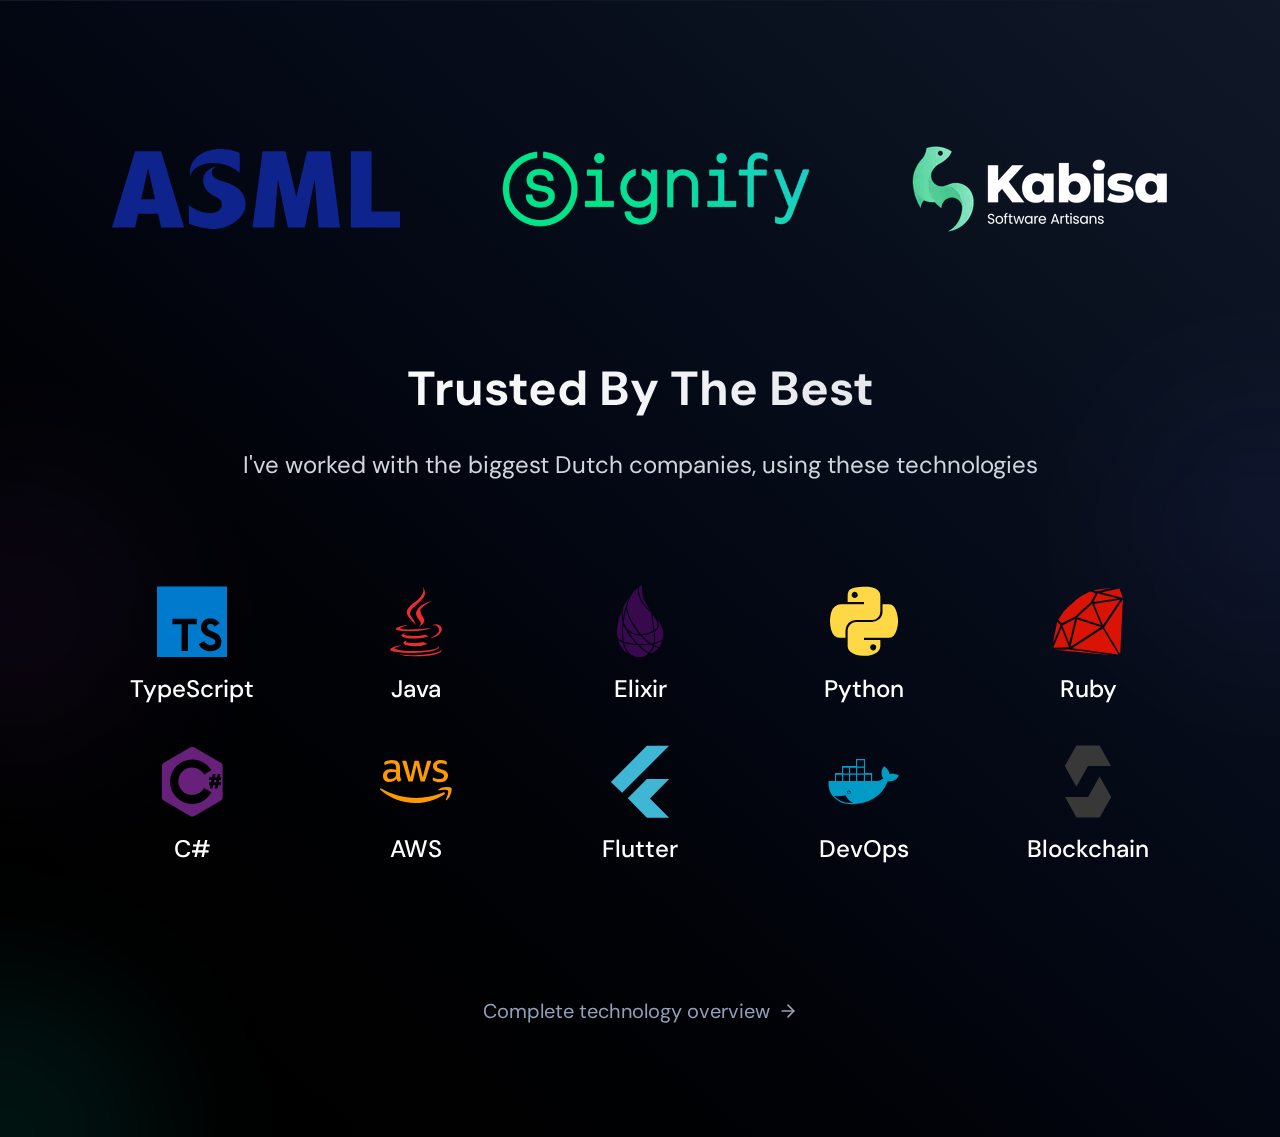 ASML
Signify
Kabisa
Software Artisans
Trusted By The Best
I've worked with the biggest Dutch companies, using these technologies
TS
TypeScript
Java
Elixir
Python
Ruby
C#
C#
aws
AWS
Flutter
DevOps
Blockchain
Complete technology overview →